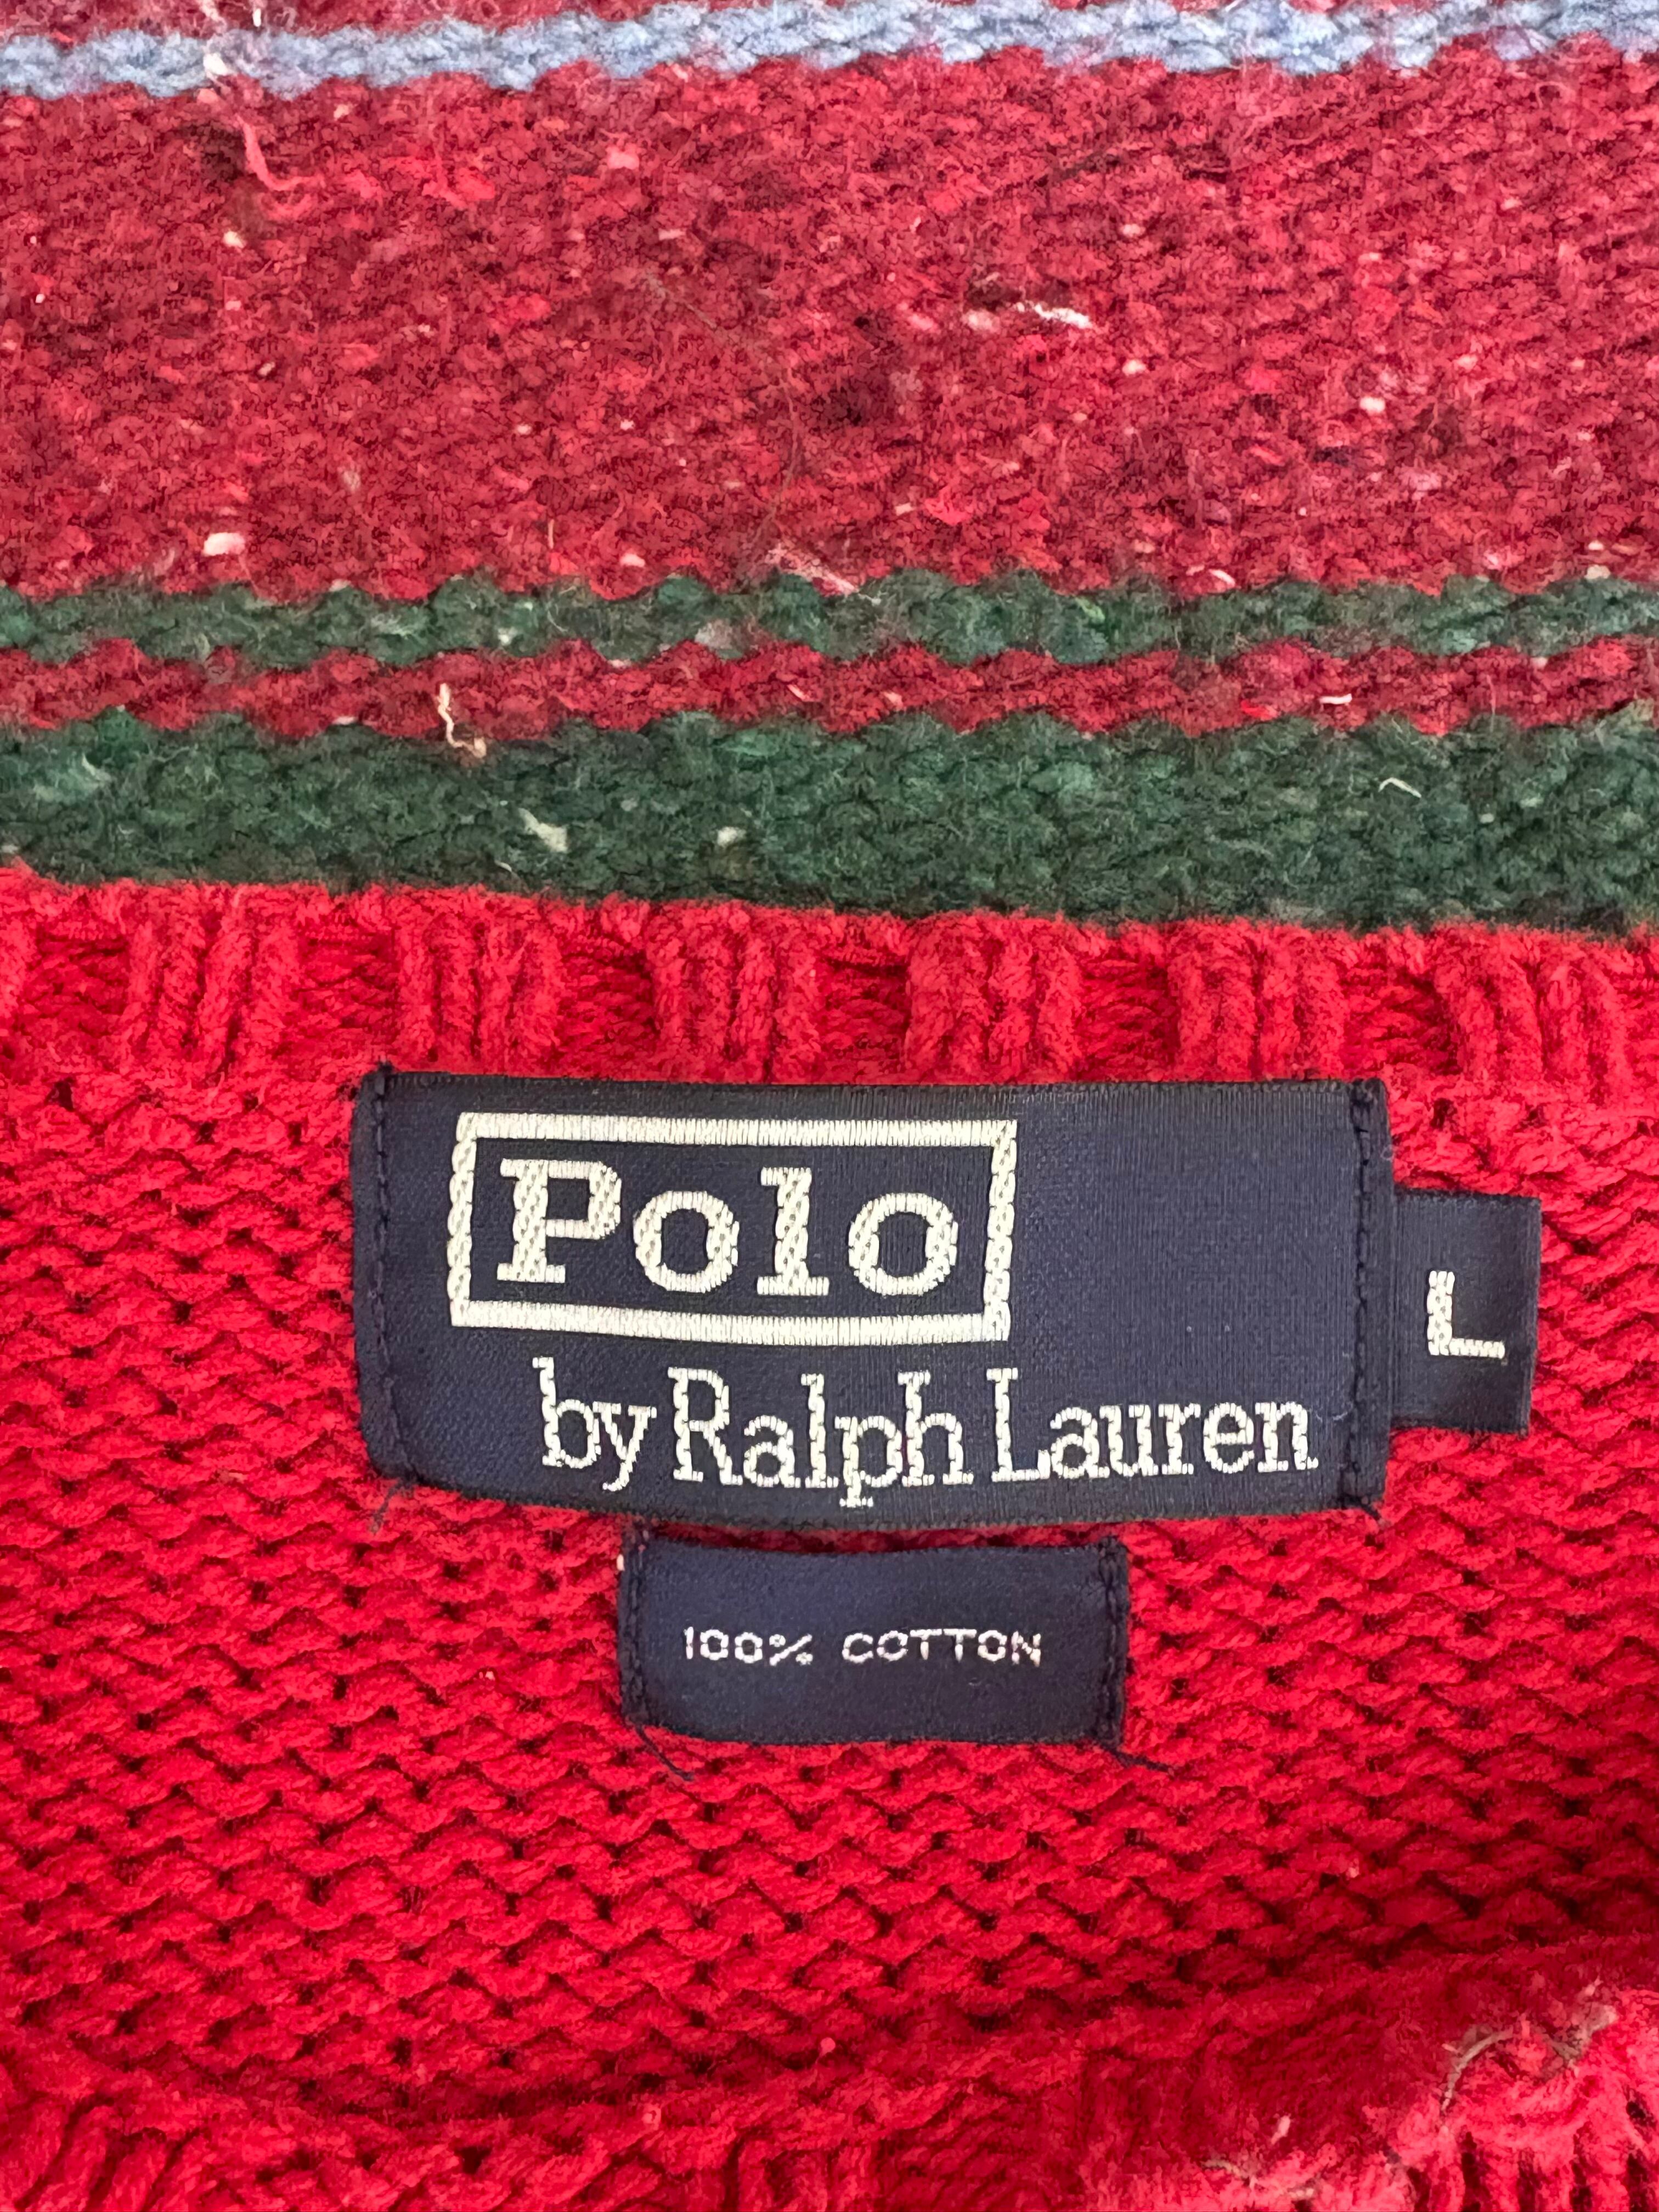 Polo
by Ralph Lauren
L
100% COTTON